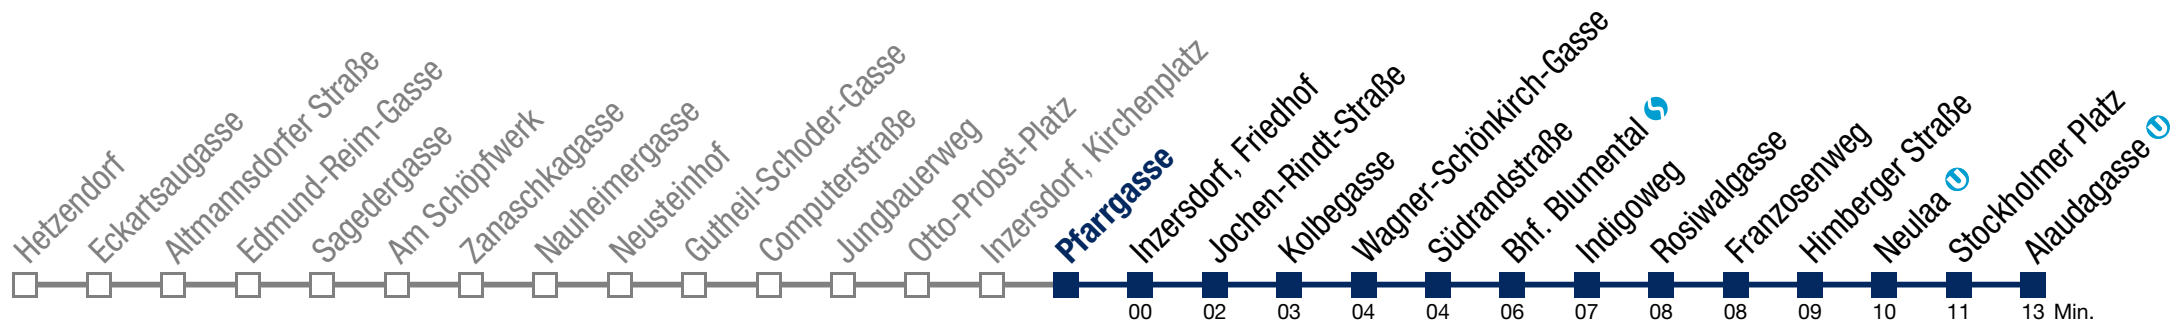 Hetzendorf
Eckartsaugasse
Altmannsdorfer Straße
Edmund-Reim-Gasse
Sagedergasse
Am Schöpfwerk
Zanaschkagasse
Nauheimergasse
Neusteinhof
Gutheil-Schoder-Gasse
Computerstraße
Jungbauerweg
Otto-Probst-Platz
Inzersdorf, Kirchenplatz
Pfarrgasse
Inzersdorf, Friedhof
Jochen-Rindt-Straße
Kolbegasse
Wagner-Schönkirch-Gasse
Südrandstraße
Bhf. Blumental S
Indigoweg
Rosiwalgasse
Franzosenweg
Himberger Straße
Neulaa U
Stockholmer Platz
Alaudagasse U
00 02 03 04 04 06 07 08 08 09 10 11 13 Min.